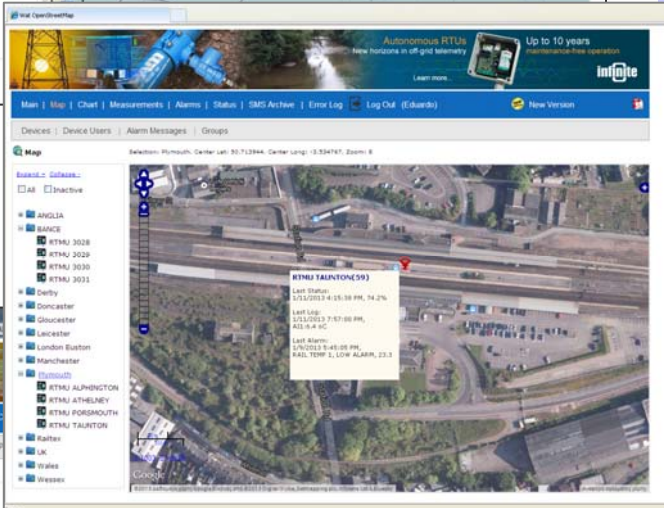 Wat OpenStreetMap
Autonomous RTUs
New horizons in off-grid telemetry
Learn more...
Up to 10 years
maintenance-free operation
infinite
Main | Map | Chart | Measurements | Alarms | Status | SMS Archive | Error Log
Log Out (Eduardo)
New Version
Devices | Device Users | Alarm Messages | Groups
Map
Selection: Plymouth, Center Lat: 50.713944, Center Long: -3.534767, Zoom: 8
Expand + Collapse -
All Inactive
ANGLIA
BANCE
RTMU 3028
RTMU 3029
RTMU 3030
RTMU 3031
Derby
Doncaster
Gloucester
Leicester
London Euston
Manchester
Plymouth
RTMU ALPHINGTON
RTMU ATHELNEY
RTMU PORSMOUTH
RTMU TAUNTON
Railtex
UK
Wales
Wessex
RTMU TAUNTON(59)
Last Status:
1/11/2013 4:15:38 PM, 74.2%
Last Log:
1/11/2013 7:57:00 PM,
AI1:6.4 oC
Last Alarm:
1/9/2013 5:45:05 PM,
RAIL TEMP 1, LOW ALARM, 23.3
Google